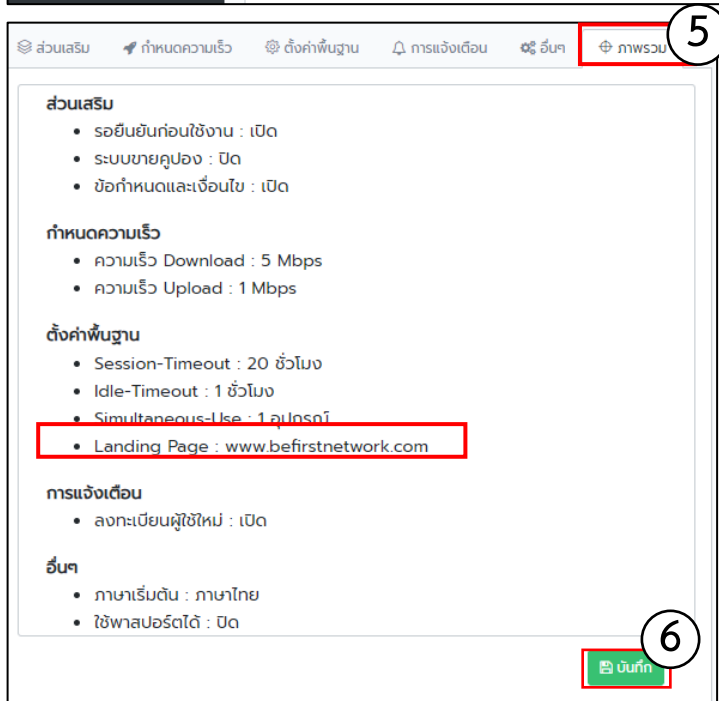 5
ส่วนเสริม กำหนดความเร็ว ตั้งค่าพื้นฐาน การแจ้งเตือน อื่นๆ ภาพรวม
ส่วนเสริม
• รอยืนยันก่อนใช้งาน : เปิด
• ระบบขายคูปอง : ปิด
• ข้อกำหนดและเงื่อนไข : เปิด
กำหนดความเร็ว
• ความเร็ว Download : 5 Mbps
• ความเร็ว Upload : 1 Mbps
ตั้งค่าพื้นฐาน
• Session-Timeout : 20 ชั่วโมง
• Idle-Timeout : 1 ชั่วโมง
• Simultaneous-Use : 1 อุปกรณ์
• Landing Page : www.befirstnetwork.com
การแจ้งเตือน
• ลงทะเบียนผู้ใช้ใหม่ : เปิด
อื่นๆ
• ภาษาเริ่มต้น : ภาษาไทย
• ใช้พาสปอร์ตได้ : ปิด
6
บันทึก